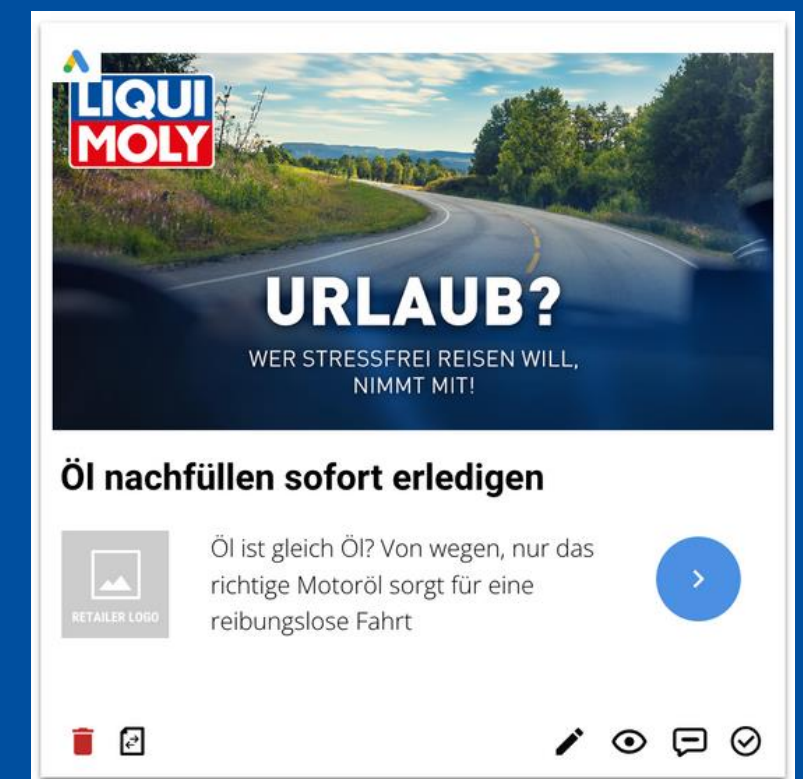 LIQUI
MOLY
URLAUB?
WER STRESSFREI REISEN WILL,
NIMMT MIT!
Öl nachfüllen sofort erledigen
Öl ist gleich Öl? Von wegen, nur das
richtige Motoröl sorgt für eine
reibungslose Fahrt
RETAILER LOGO